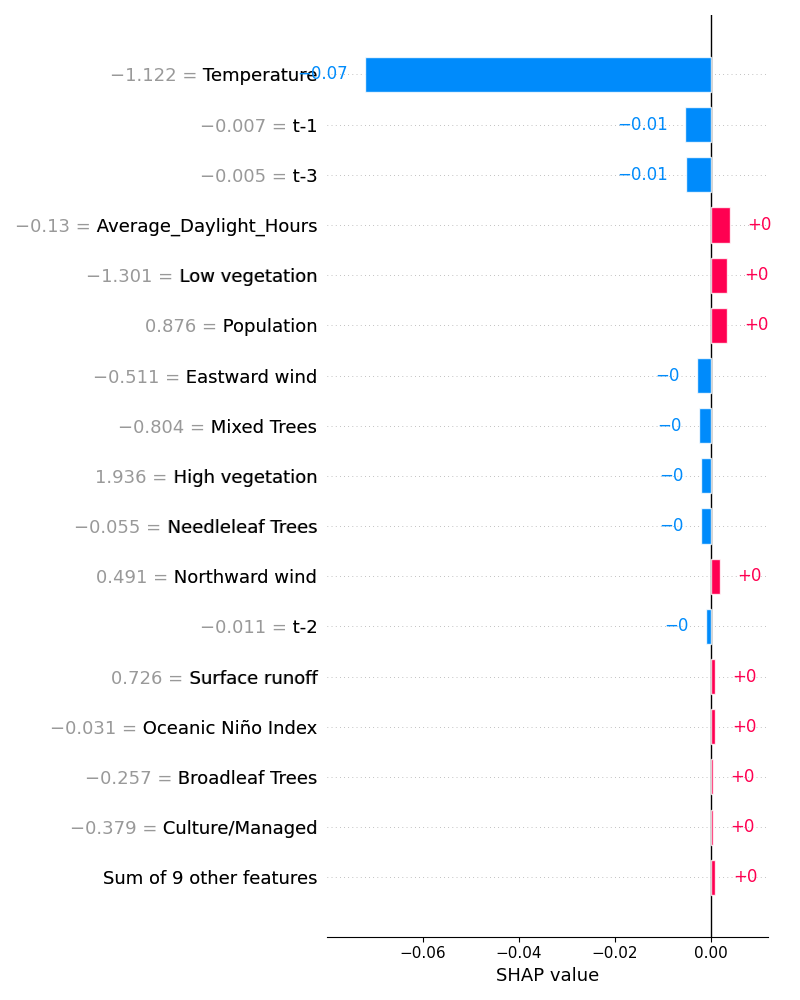 −1.122 = Temperature −0.07
−0.007 = t-1 −0.01
−0.005 = t-3 −0.01
−0.13 = Average_Daylight_Hours +0
−1.301 = Low vegetation +0
0.876 = Population +0
−0.511 = Eastward wind −0
−0.804 = Mixed Trees −0
1.936 = High vegetation −0
−0.055 = Needleleaf Trees −0
0.491 = Northward wind +0
−0.011 = t-2 −0
0.726 = Surface runoff +0
−0.031 = Oceanic Niño Index +0
−0.257 = Broadleaf Trees +0
−0.379 = Culture/Managed +0
Sum of 9 other features +0
−0.06 −0.04 −0.02 0.00
SHAP value